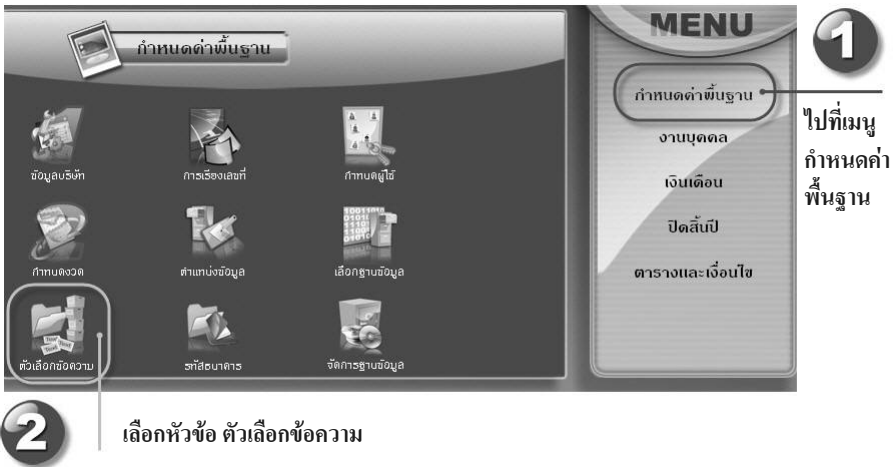 กำหนดค่าพื้นฐาน
MENU
1
กำหนดค่าพื้นฐาน
งานบุคคล
เงินเดือน
ปิดสิ้นปี
ตารางและเงื่อนไข
ไปที่เมนู
กำหนดค่า
พื้นฐาน
ข้อมูลบริษัท
การเรียงเลขที่
กำหนดผู้ใช้
กำหนดงวด
ตำแหน่งข้อมูล
เลือกฐานข้อมูล
ตัวเลือกข้อความ
รหัสธนาคาร
จัดการฐานข้อมูล
2
เลือกหัวข้อ ตัวเลือกข้อความ